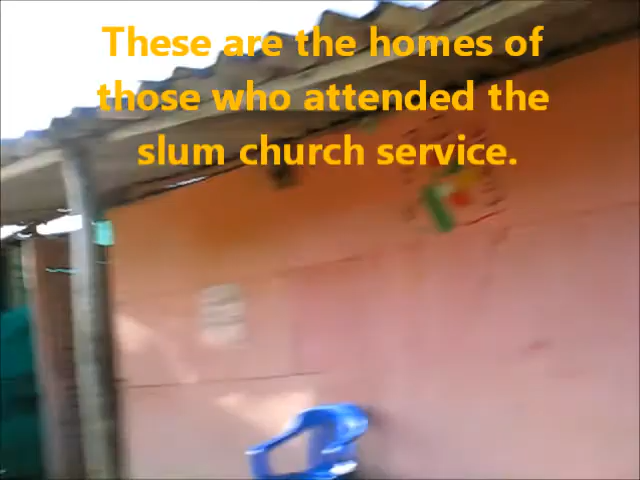 These are the homes of
those who attended the
slum church service.